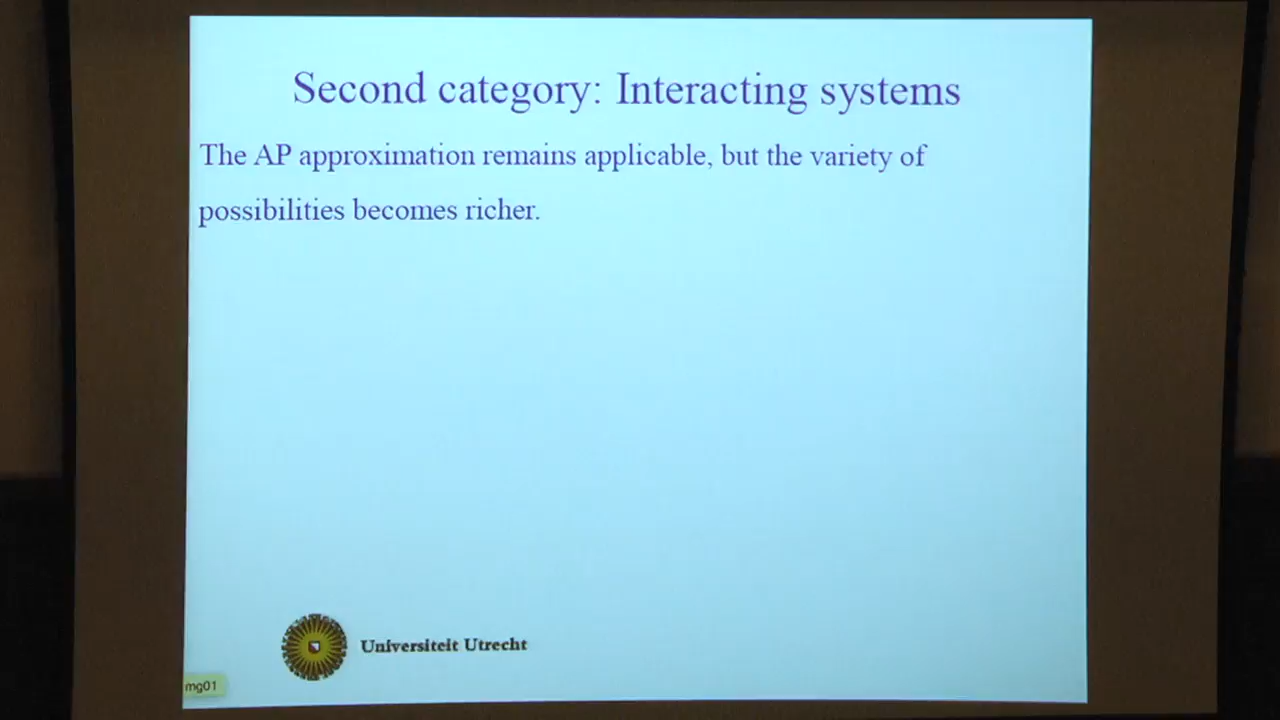 Second category: Interacting systems
The AP approximation remains applicable, but the variety of
possibilities becomes richer.
Universiteit Utrecht
mg01